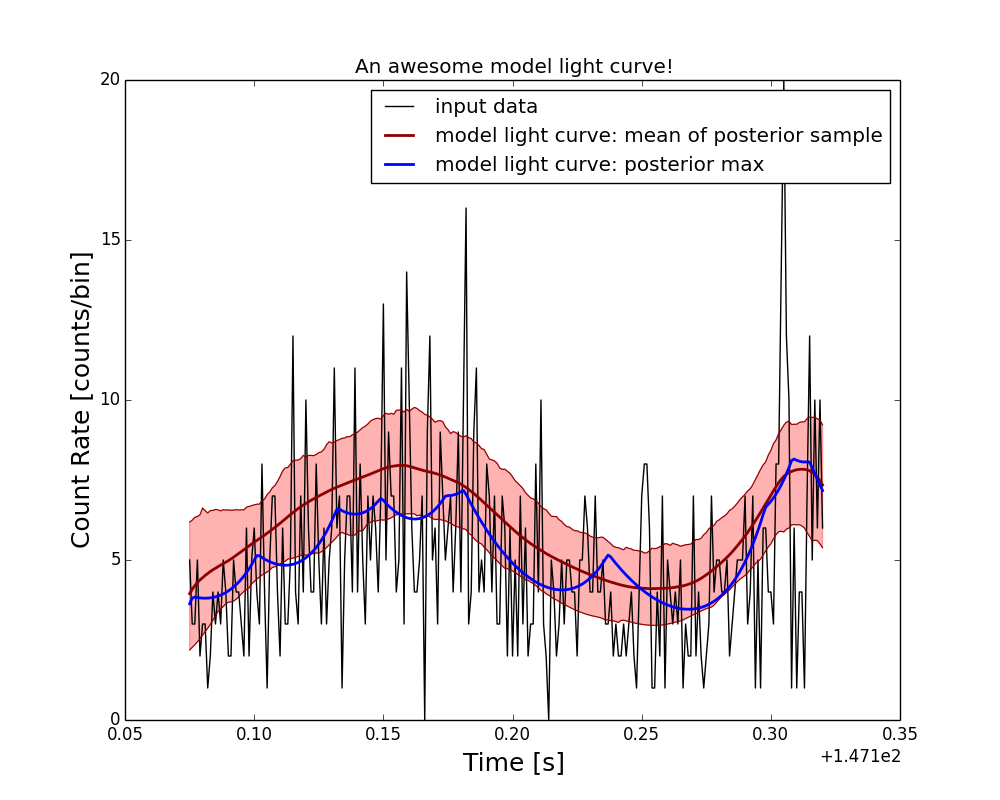 An awesome model light curve!
input data
model light curve: mean of posterior sample
model light curve: posterior max
Count Rate [counts/bin]
20
15
10
5
0
0.05 0.10 0.15 0.20 0.25 0.30 0.35
+1.471e2
Time [s]